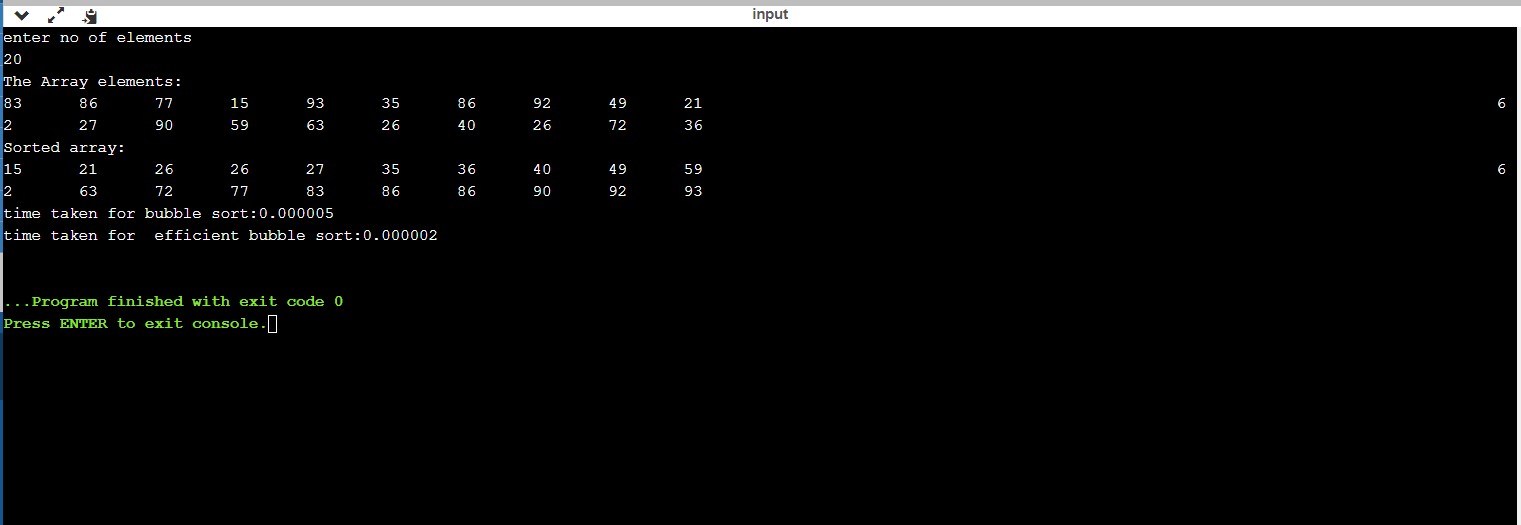 input
enter no of elements
20
The Array elements:
83 86 77 15 93 35 86 92 49 21 6
2 27 90 59 63 26 40 26 72 36
Sorted array:
15 21 26 26 27 35 36 40 49 59 6
2 63 72 77 83 86 86 90 92 93
time taken for bubble sort:0.000005
time taken for  efficient bubble sort:0.000002
...Program finished with exit code 0
Press ENTER to exit console.